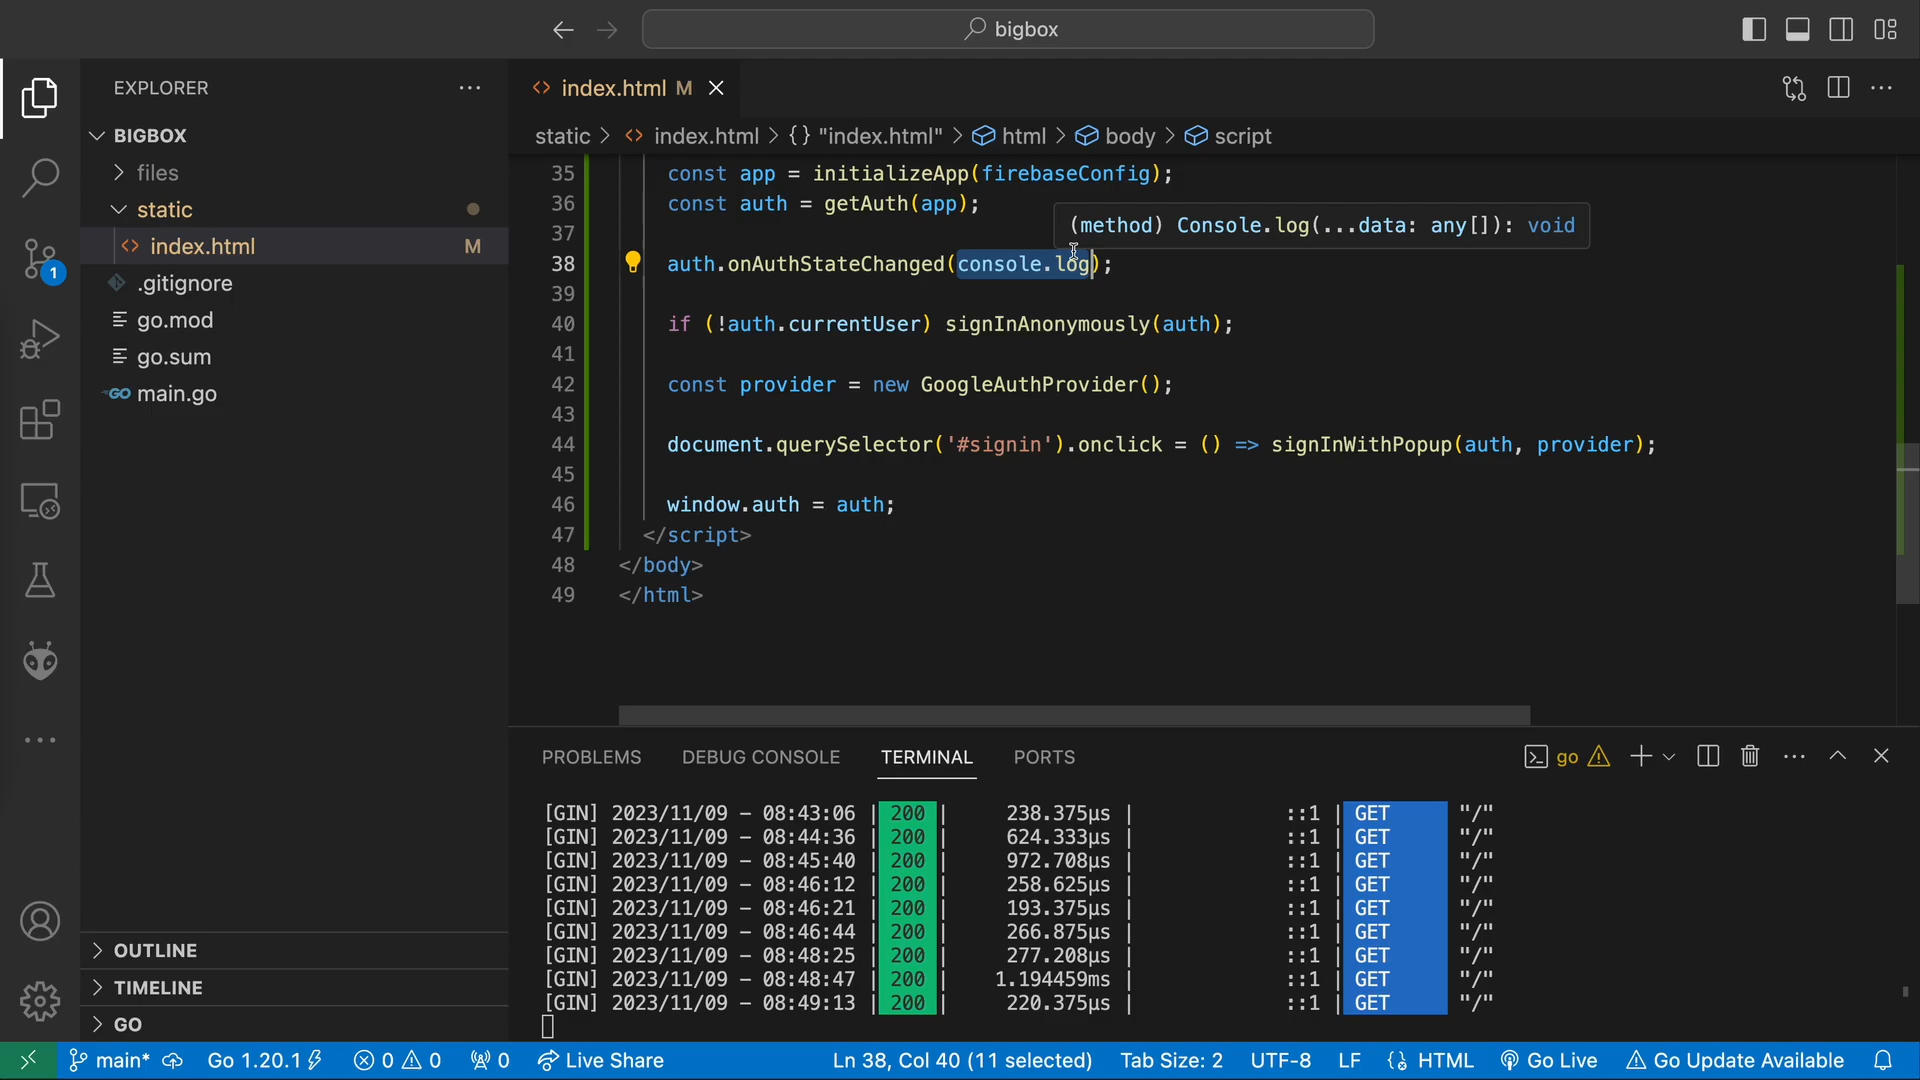 bigbox
EXPLORER
BIGBOX
files
static
index.html M
.gitignore
go.mod
go.sum
GO main.go
1
OUTLINE
TIMELINE
GO
<> index.html M
static > <> index.html > {} "index.html" > html > body > script
35 const app = initializeApp(firebaseConfig);
36 const auth = getAuth(app);
(method) Console.log(...data: any[]): void
37
38 auth.onAuthStateChanged(console.log);
39
40 if (!auth.currentUser) signInAnonymously(auth);
41
42 const provider = new GoogleAuthProvider();
43
44 document.querySelector('#signin').onclick = () => signInWithPopup(auth, provider);
45
46 window.auth = auth;
47 </script>
48 </body>
49 </html>
PROBLEMS DEBUG CONSOLE TERMINAL PORTS
go
[GIN] 2023/11/09 - 08:43:06 | 200 | 238.375µs | ::1 | GET "/"
[GIN] 2023/11/09 - 08:44:36 | 200 | 624.333µs | ::1 | GET "/"
[GIN] 2023/11/09 - 08:45:40 | 200 | 972.708µs | ::1 | GET "/"
[GIN] 2023/11/09 - 08:46:12 | 200 | 258.625µs | ::1 | GET "/"
[GIN] 2023/11/09 - 08:46:21 | 200 | 193.375µs | ::1 | GET "/"
[GIN] 2023/11/09 - 08:46:44 | 200 | 266.875µs | ::1 | GET "/"
[GIN] 2023/11/09 - 08:48:25 | 200 | 277.208µs | ::1 | GET "/"
[GIN] 2023/11/09 - 08:48:47 | 200 | 1.194459ms | ::1 | GET "/"
[GIN] 2023/11/09 - 08:49:13 | 200 | 220.375µs | ::1 | GET "/"
main* Go 1.20.1 0 0 0 Live Share Ln 38, Col 40 (11 selected) Tab Size: 2 UTF-8 LF {} HTML Go Live Go Update Available